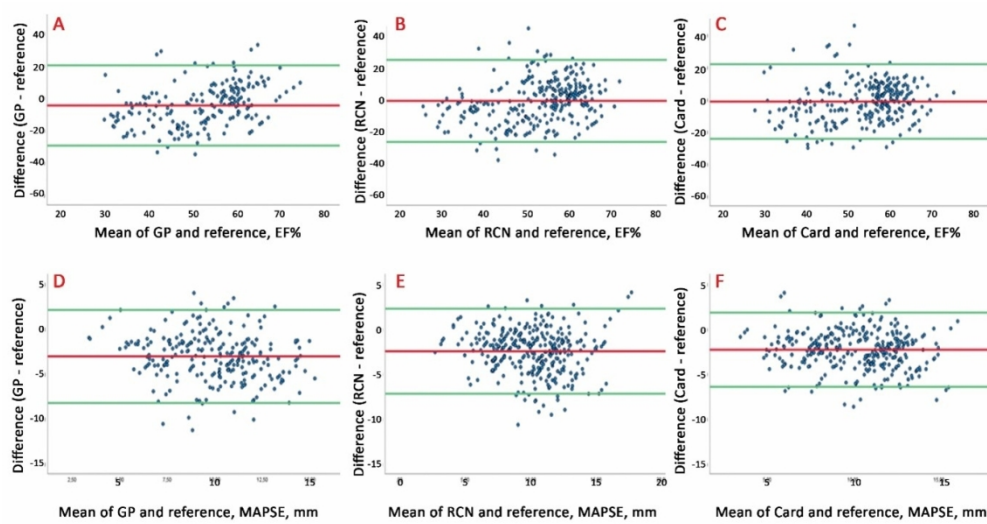 A
Difference (GP - reference)
40
20
0
-20
-40
-60
20 30 40 50 60 70 80
Mean of GP and reference, EF%
B
Difference (RCN - reference)
40
20
0
-20
-40
-60
20 30 40 50 60 70 80
Mean of RCN and reference, EF%
C
Difference (Card - reference)
40
20
0
-20
-40
-60
20 30 40 50 60 70 80
Mean of Card and reference, EF%
D
Difference (GP - reference)
5
0
-5
-10
-15
2,50 5 7,50 10 12,50 15
Mean of GP and reference, MAPSE, mm
E
Difference (RCN - reference)
5
0
-5
-10
-15
0 5 10 15 20
Mean of RCN and reference, MAPSE, mm
F
Difference (Card - reference)
5
0
-5
-10
-15
5 10 15
Mean of Card and reference, MAPSE, mm